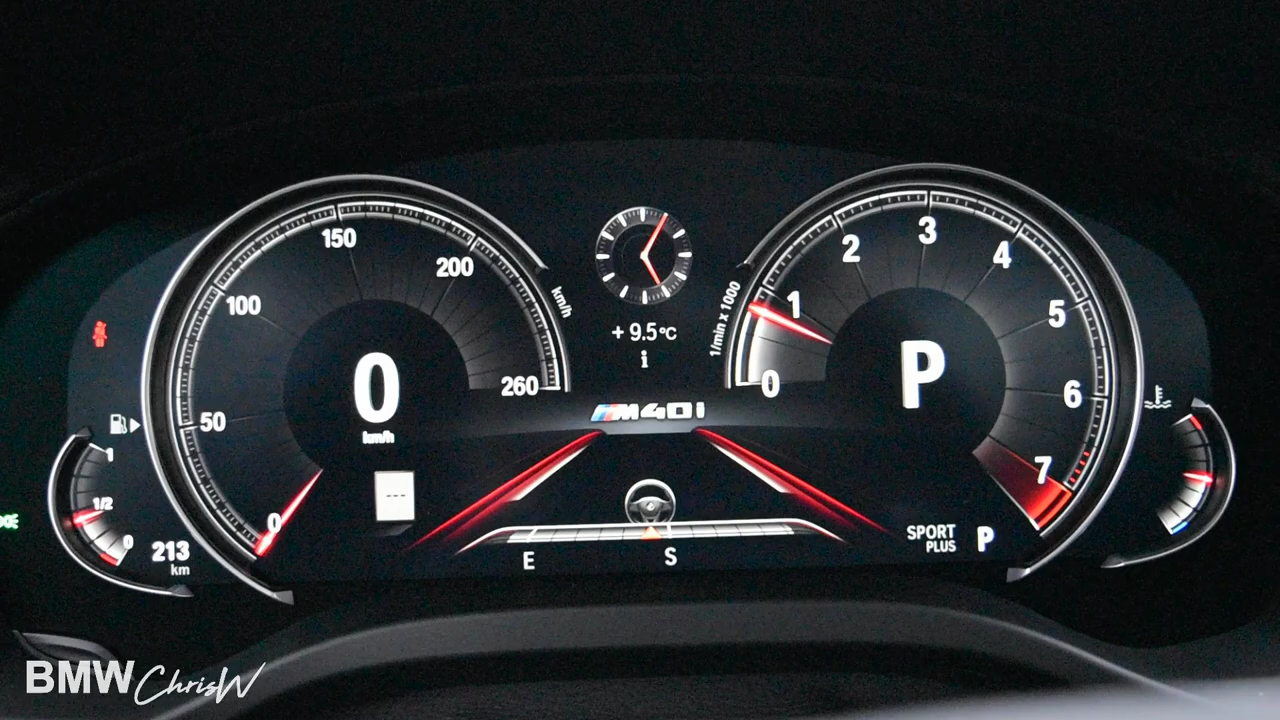 150
200
100
50
0
260
km/h
0
km/h
1
1/2
0
213
km
---
+ 9.5°C
i
M40i
E
S
1/min x 1000
0
1
2
3
4
5
6
7
P
SPORT
PLUS
P
BMW ChrisW